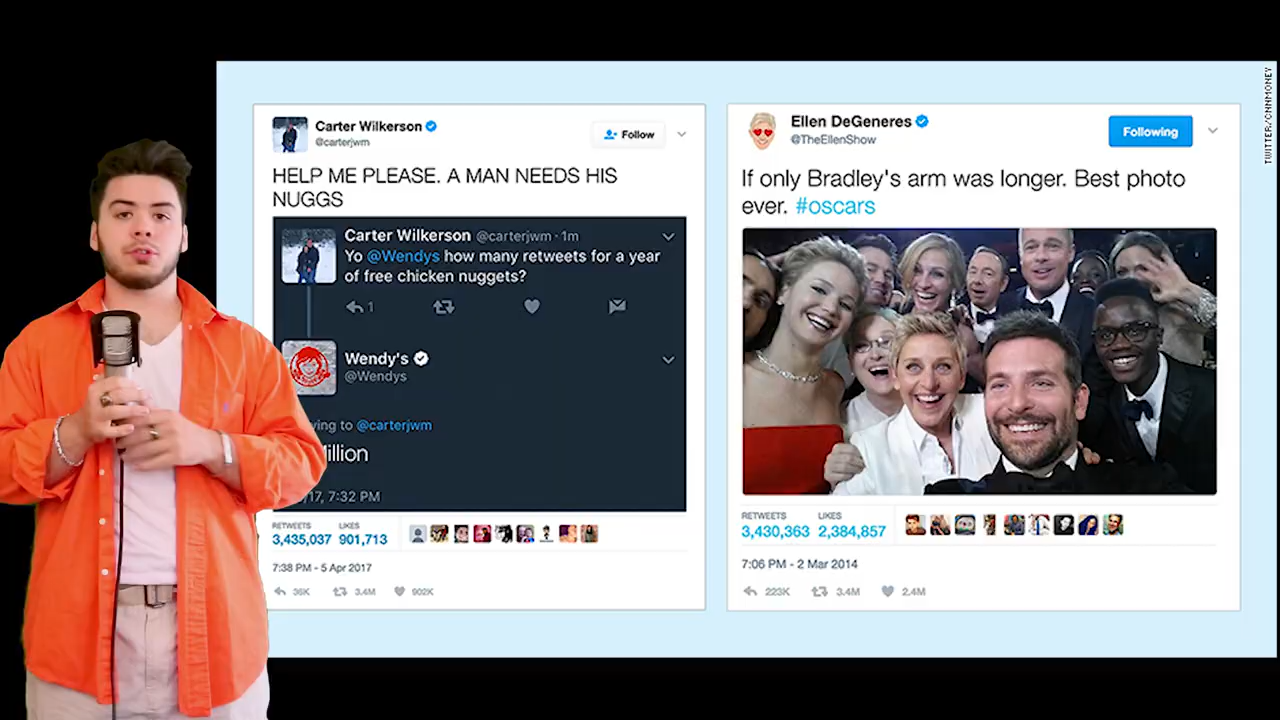 TWITTER/CNNMONEY
Carter Wilkerson
@carterjwm
Follow
HELP ME PLEASE. A MAN NEEDS HIS
NUGGS
Carter Wilkerson @carterjwm · 1m
Yo @Wendys how many retweets for a year
of free chicken nuggets?
1
Wendy's
@Wendys
to @carterjwm
17, 7:32 PM
RETWEETS LIKES
3,435,037 901,713
7:38 PM - 5 Apr 2017
36K 3.4M 902K
Ellen DeGeneres
@TheEllenShow
Following
If only Bradley's arm was longer. Best photo
ever. #oscars
RETWEETS LIKES
3,430,363 2,384,857
7:06 PM - 2 Mar 2014
223K 3.4M 2.4M